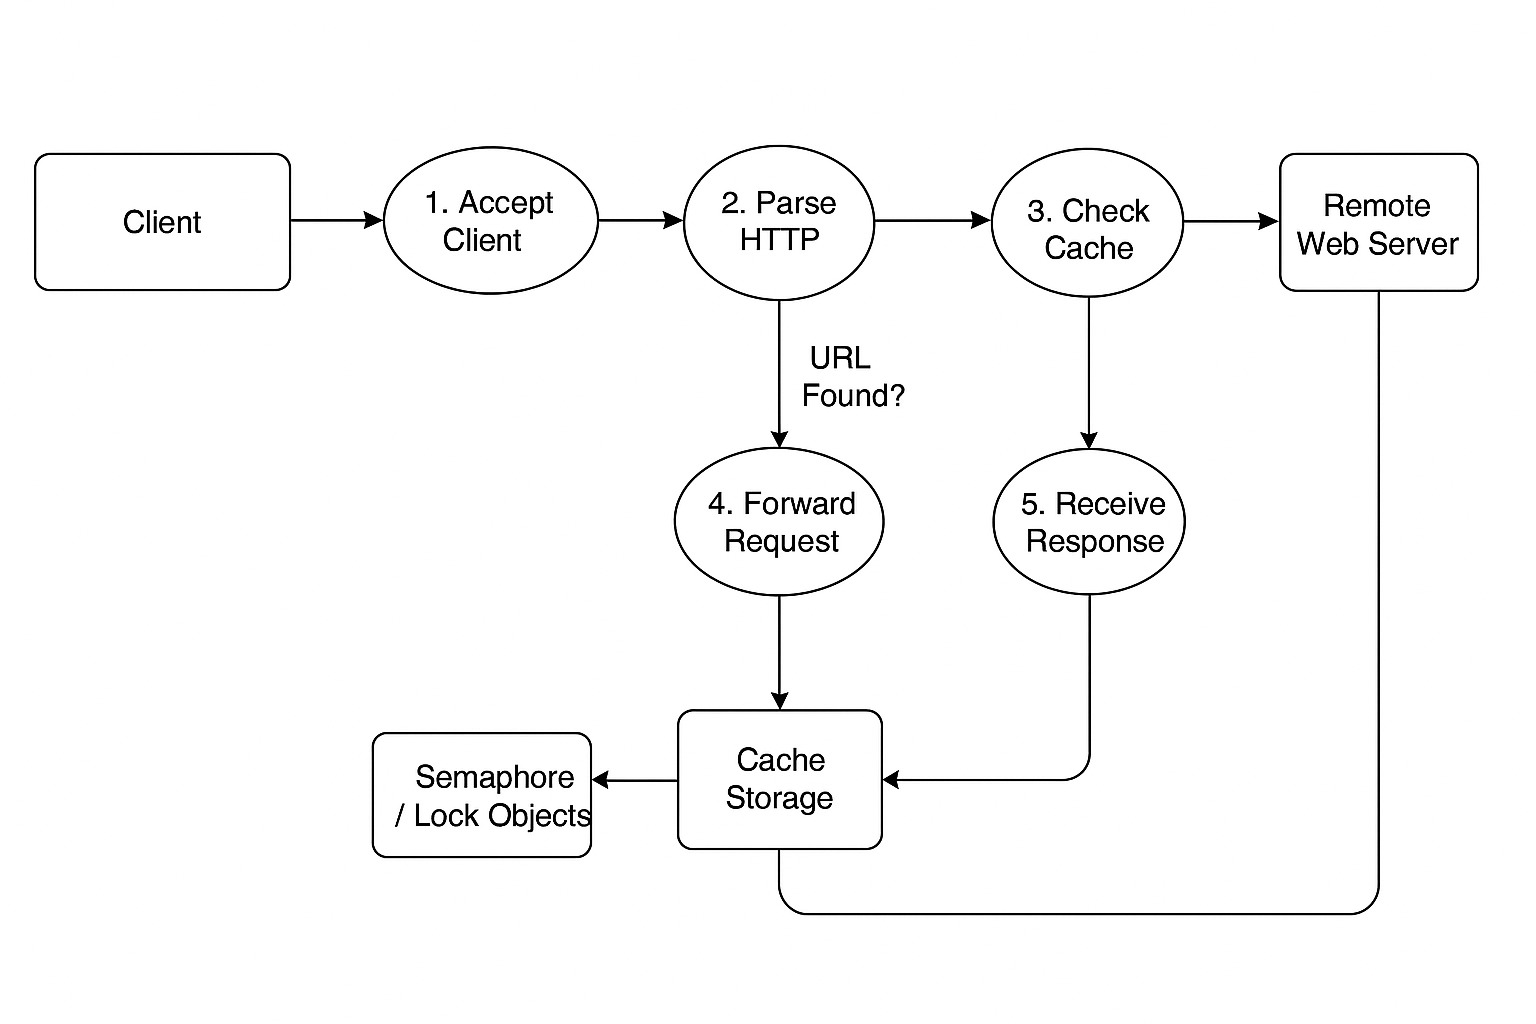 Client
1. Accept
Client
2. Parse
HTTP
3. Check
Cache
Remote
Web Server
URL
Found?
4. Forward
Request
5. Receive
Response
Semaphore
/ Lock Objects
Cache
Storage